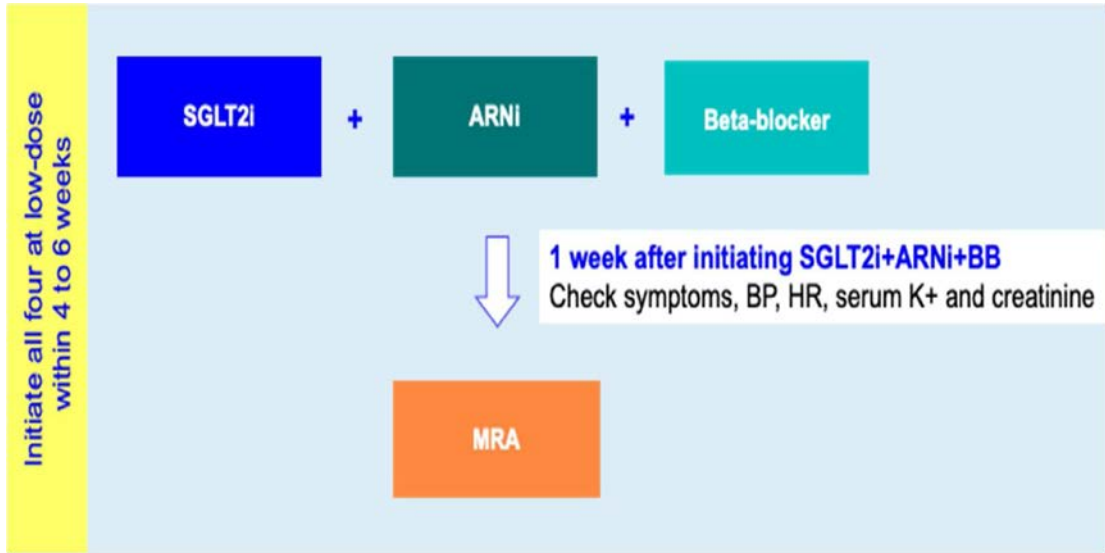 Initiate all four at low-dose
within 4 to 6 weeks
SGLT2i + ARNi + Beta-blocker
1 week after initiating SGLT2i+ARNi+BB
Check symptoms, BP, HR, serum K+ and creatinine
MRA